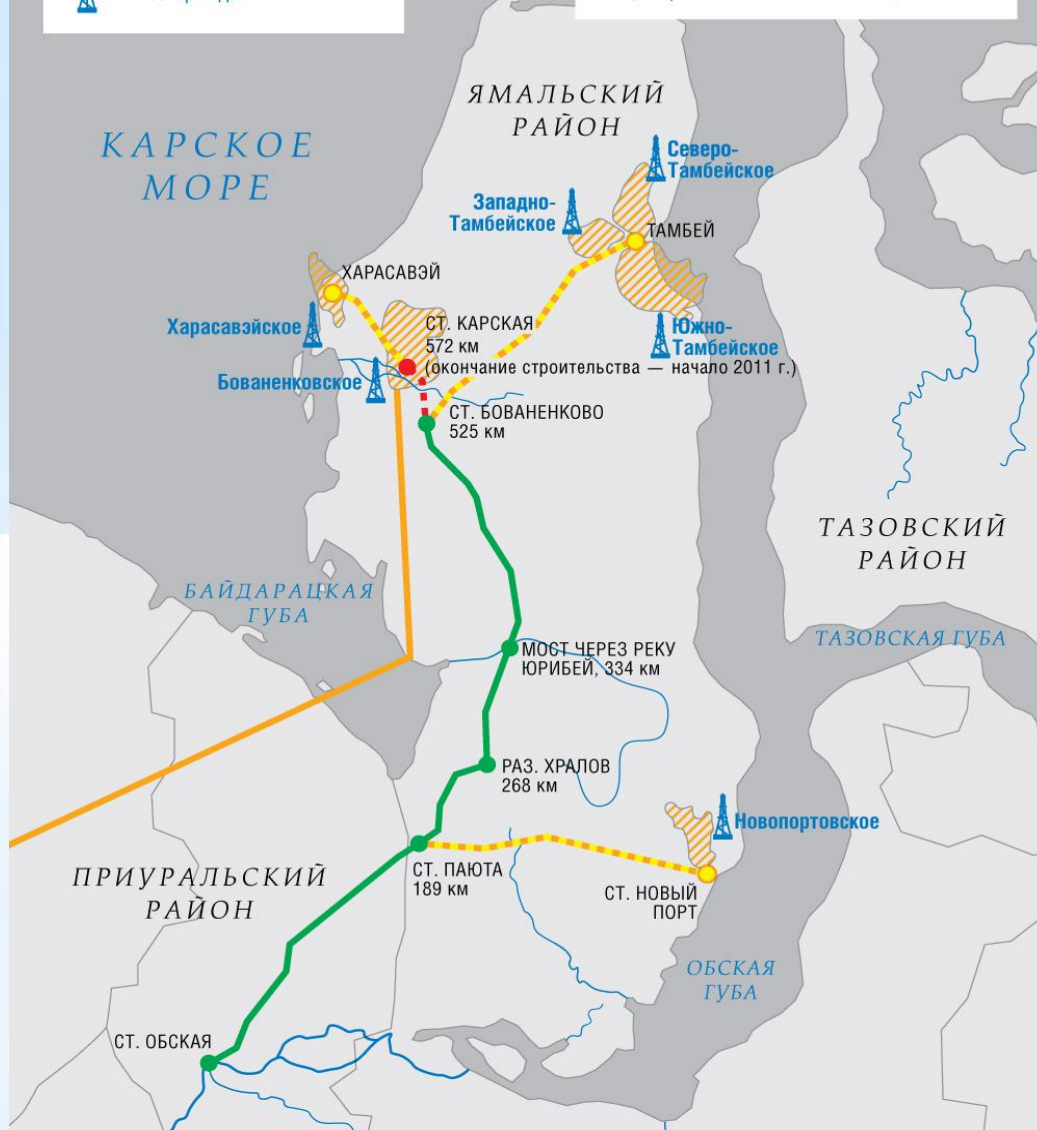 ЯМАЛЬСКИЙ
РАЙОН
КАРСКОЕ
МОРЕ
Северо-
Тамбейское
Западно-
Тамбейское
ТАМБЕЙ
ХАРАСАВЭЙ
Харасавэйское
СТ. КАРСКАЯ
572 км
(окончание строительства — начало 2011 г.)
Южно-
Тамбейское
Бованенковское
СТ. БОВАНЕНКОВО
525 км
ТАЗОВСКИЙ
РАЙОН
БАЙДАРАЦКАЯ
ГУБА
ТАЗОВСКАЯ ГУБА
МОСТ ЧЕРЕЗ РЕКУ
ЮРИБЕЙ, 334 км
РАЗ. ХРАЛОВ
268 км
Новопортовское
СТ. ПАЮТА
189 км
ПРИУРАЛЬСКИЙ
РАЙОН
СТ. НОВЫЙ
ПОРТ
ОБСКАЯ
ГУБА
СТ. ОБСКАЯ